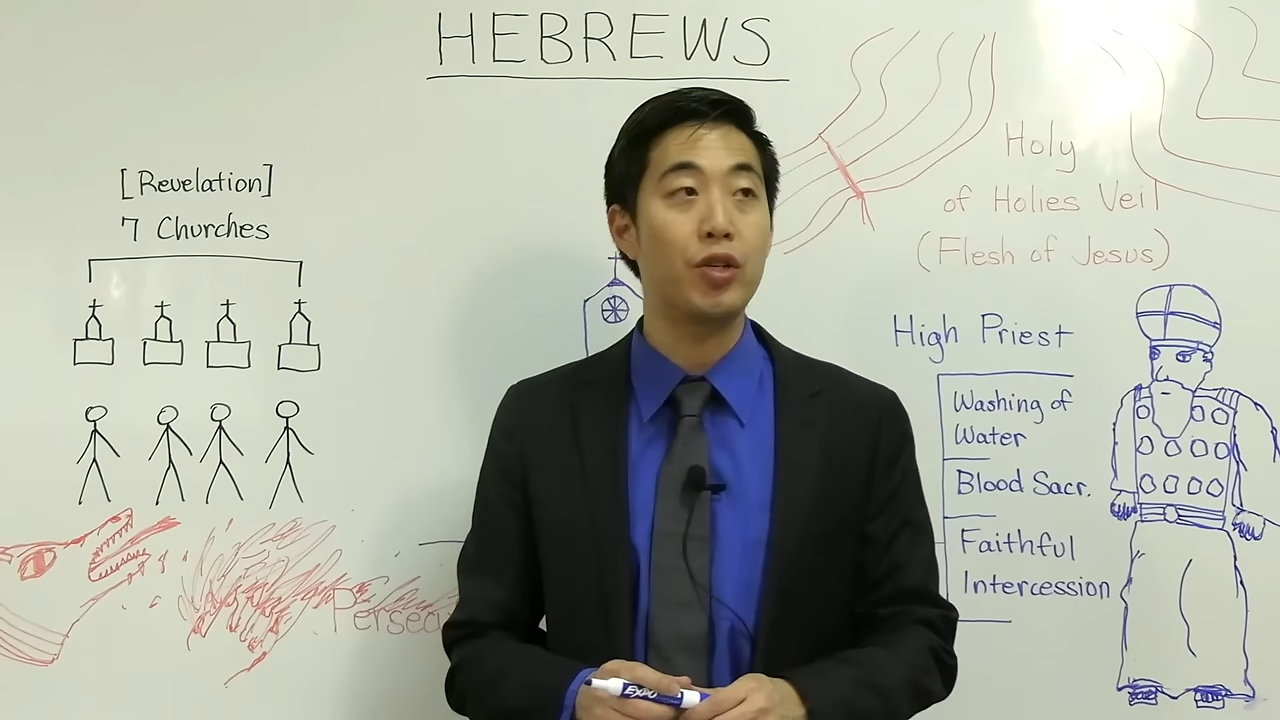 HEBREWS
[Revelation]
7 Churches
Holy
of Holies Veil
(Flesh of Jesus)
High Priest
Washing of
Water
Blood Sacr.
Faithful
Intercession
Persecu
EXPO